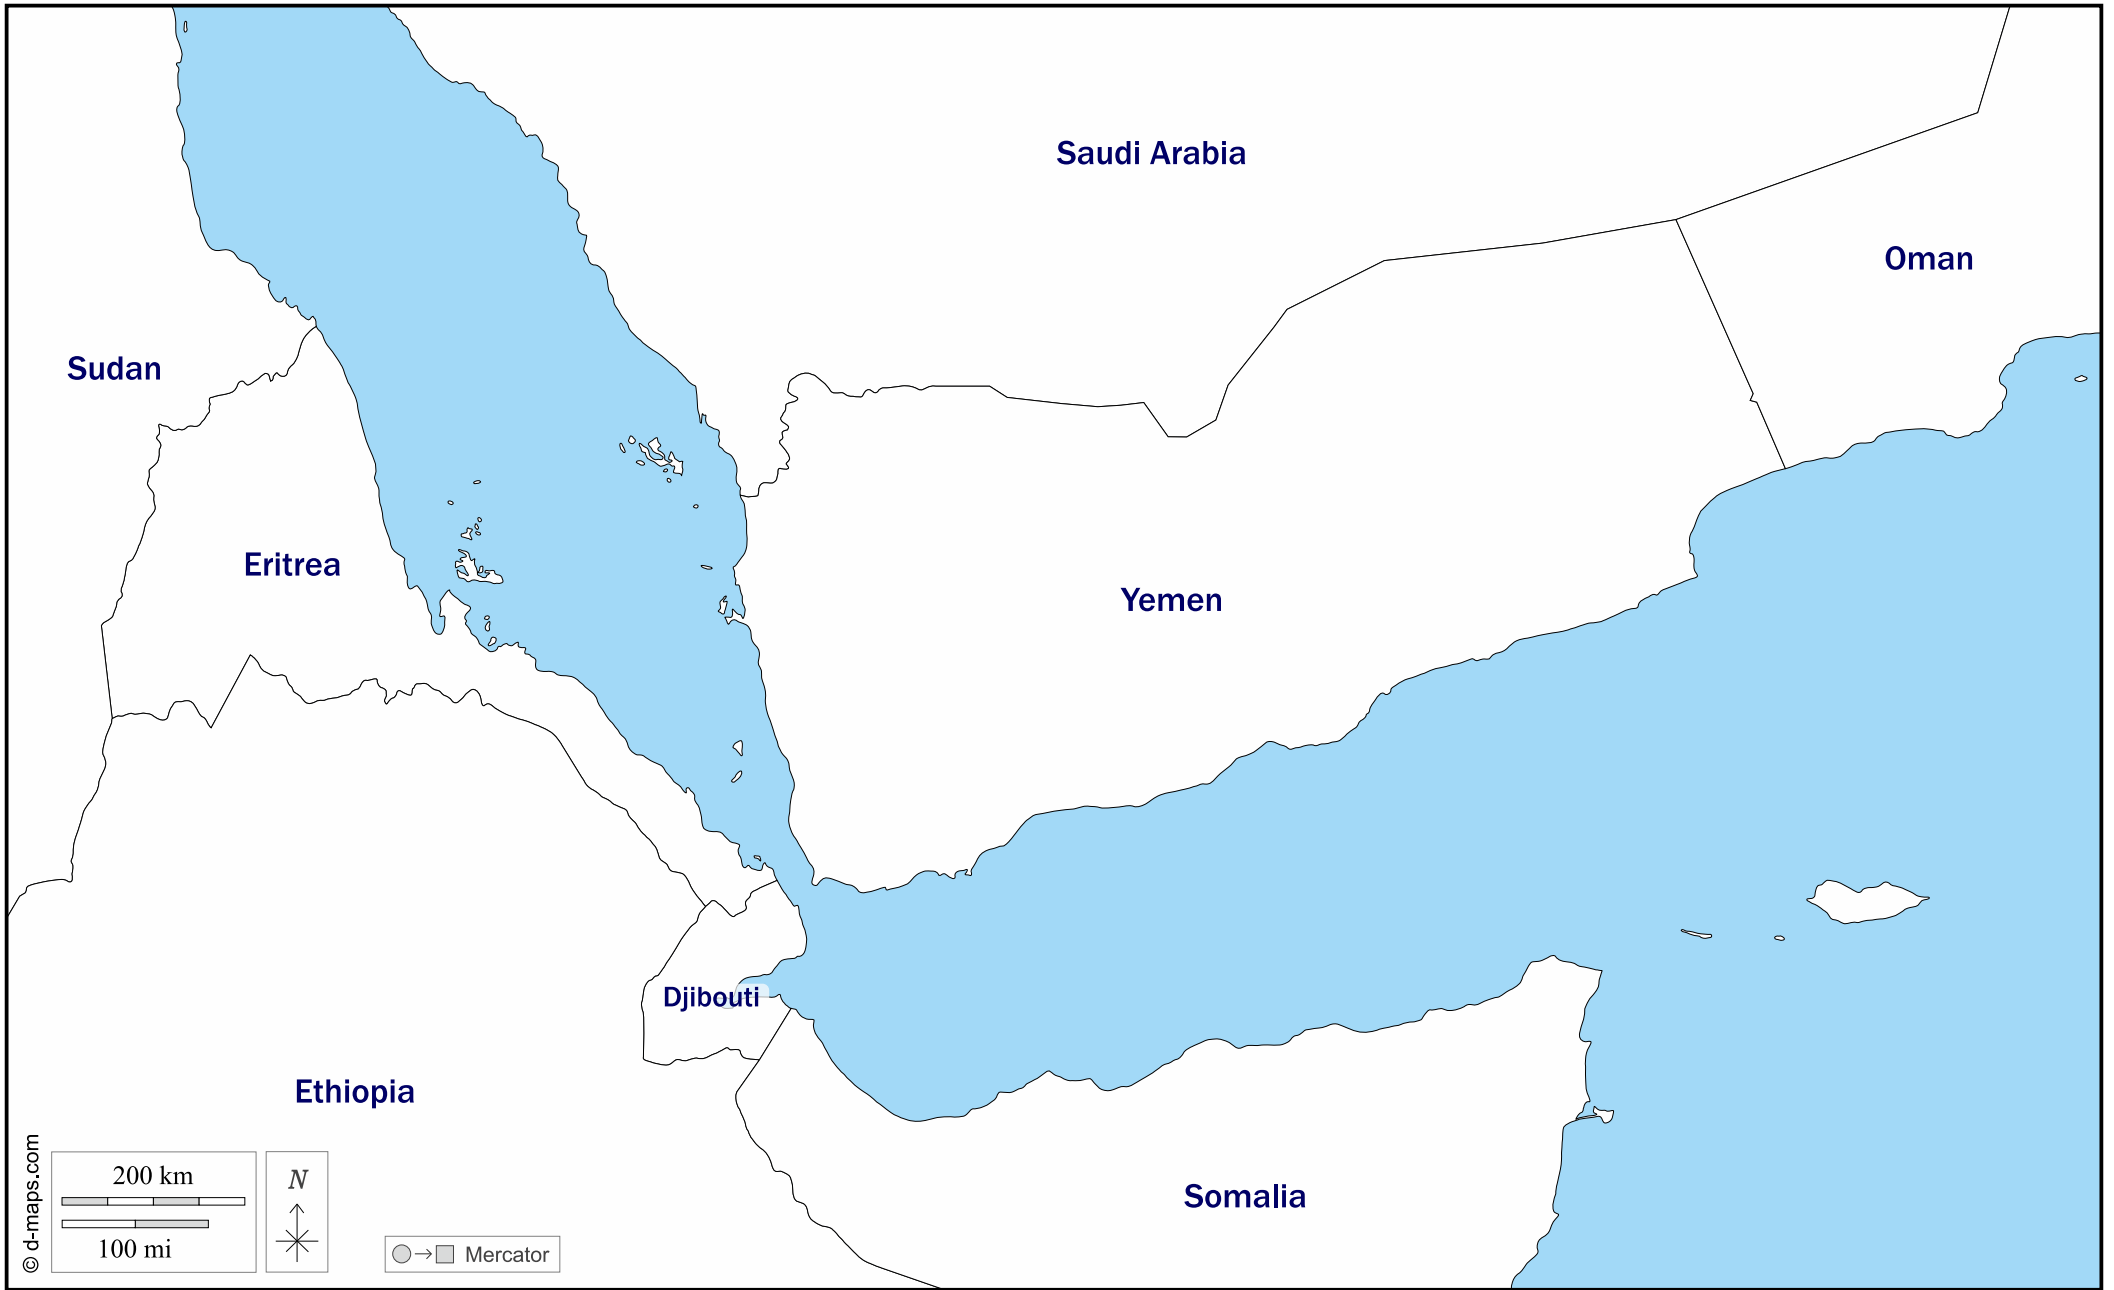 Saudi Arabia
Oman
Sudan
Eritrea
Yemen
Djibouti
Ethiopia
Somalia
© d-maps.com
200 km
100 mi
N
Mercator